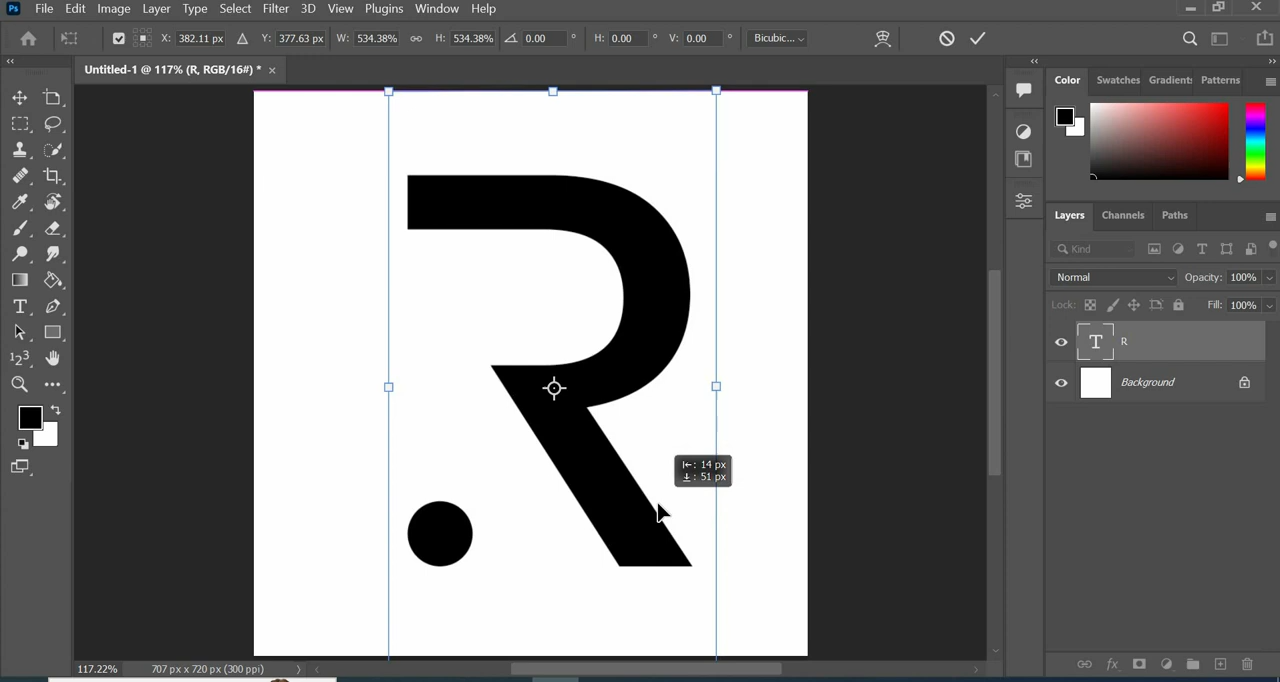 Ps File Edit Image Layer Type Select Filter 3D View Plugins Window Help
X: 382.11 px Y: 377.63 px W: 534.38% H: 534.38% 0.00 ° H: 0.00 ° V: 0.00 ° Bicubic...
Untitled-1 @ 117% (R, RGB/16#) *
Color Swatches Gradients Patterns
R
14 px
51 px
Layers Channels Paths
Kind
Normal Opacity: 100%
Lock: Fill: 100%
T R
Background
T
123
117.22% 707 px x 720 px (300 ppi)
fx